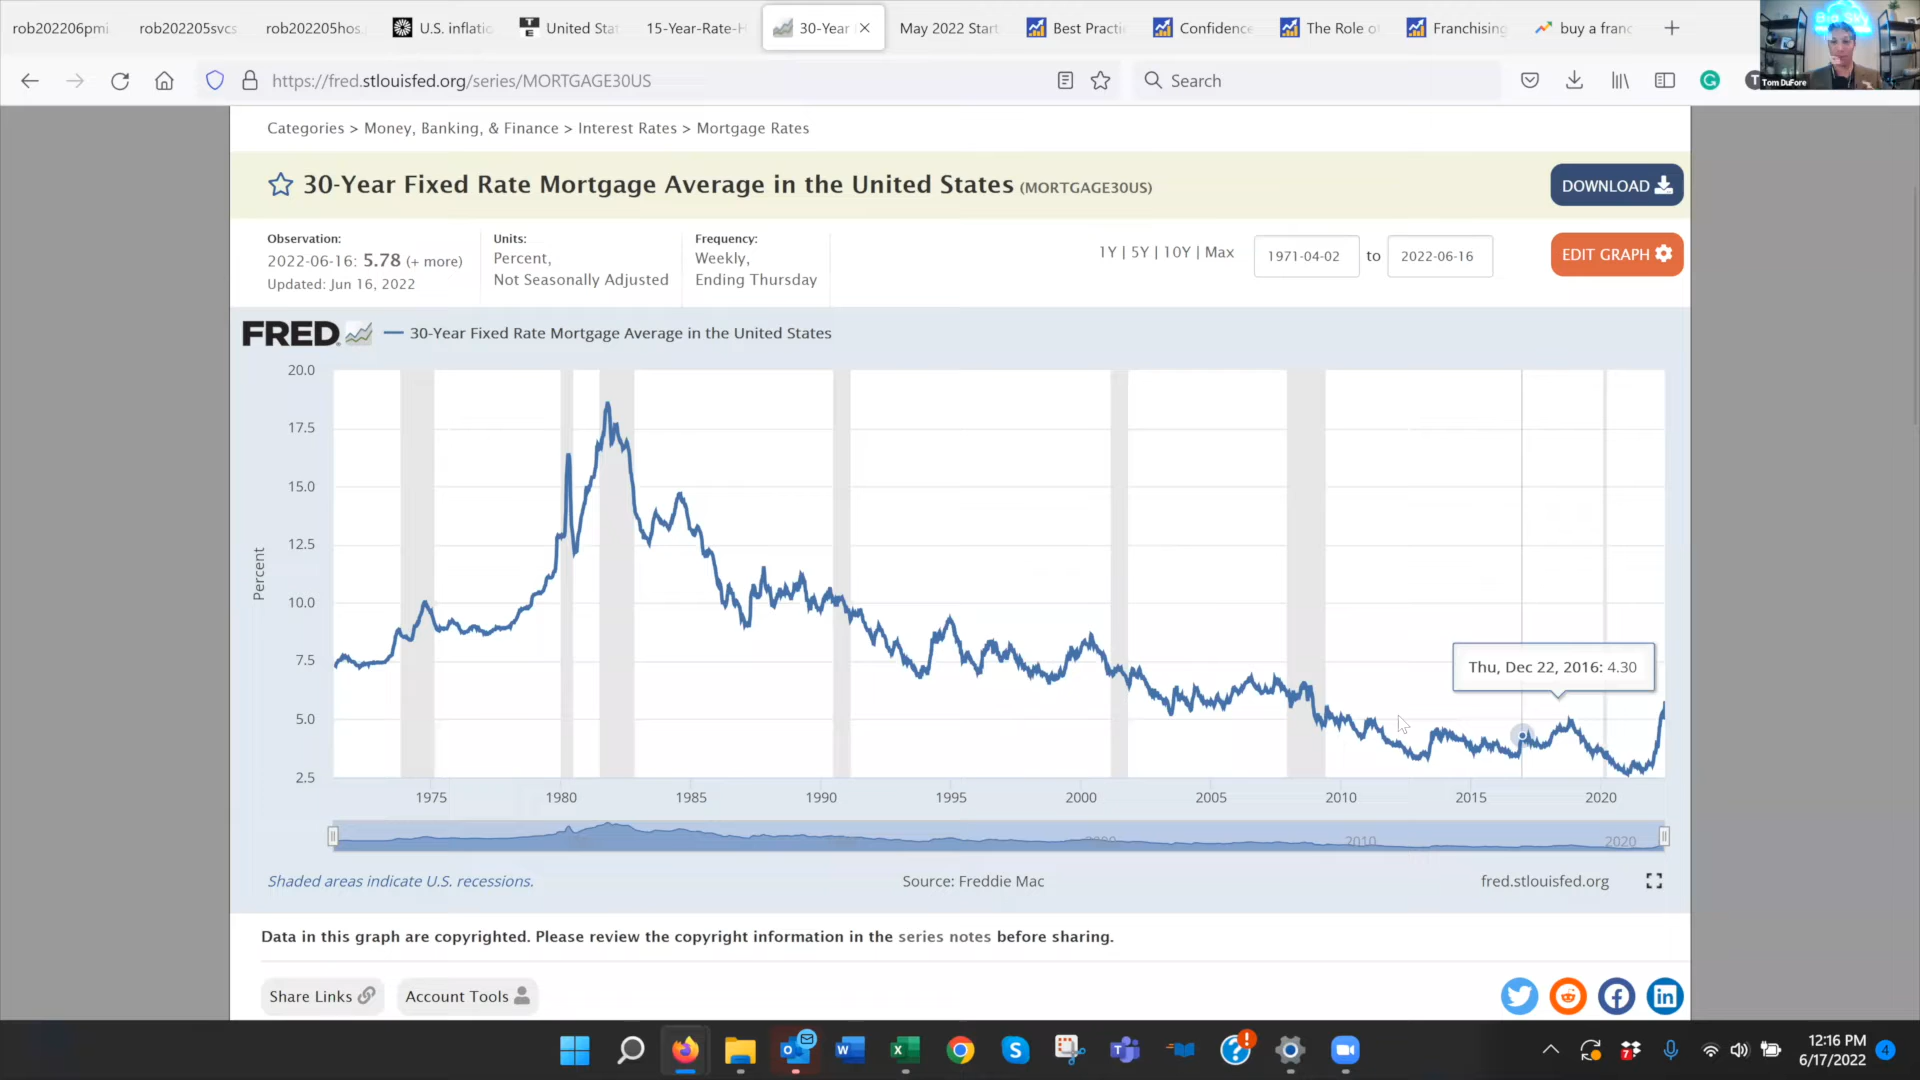 rob202206pmi
rob202205svcs
rob202205hos
U.S. inflatio
United Stat
15-Year-Rate-H
30-Year
May 2022 Start
Best Practi
Confidence
The Role o
Franchising
buy a franc
https://fred.stlouisfed.org/series/MORTGAGE30US
Search
Tom DuFore
Categories > Money, Banking, & Finance > Interest Rates > Mortgage Rates
30-Year Fixed Rate Mortgage Average in the United States (MORTGAGE30US)
DOWNLOAD
Observation:
2022-06-16: 5.78 (+ more)
Updated: Jun 16, 2022
Units:
Percent,
Not Seasonally Adjusted
Frequency:
Weekly,
Ending Thursday
1Y | 5Y | 10Y | Max
1971-04-02 to 2022-06-16
EDIT GRAPH
FRED
30-Year Fixed Rate Mortgage Average in the United States
20.0
17.5
15.0
12.5
10.0
7.5
5.0
2.5
Percent
Thu, Dec 22, 2016: 4.30
1975 1980 1985 1990 1995 2000 2005 2010 2015 2020
2000 2010 2020
Shaded areas indicate U.S. recessions.
Source: Freddie Mac
fred.stlouisfed.org
Data in this graph are copyrighted. Please review the copyright information in the series notes before sharing.
Share Links
Account Tools
12:16 PM
6/17/2022
4